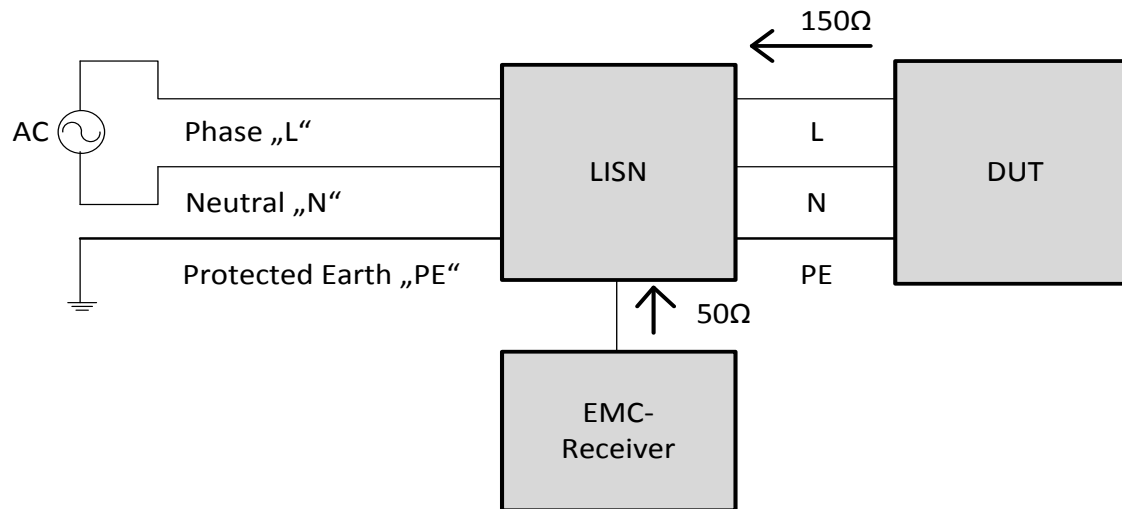 150Ω
AC
Phase „L“
LISN
L
DUT
Neutral „N“
N
Protected Earth „PE“
PE
50Ω
EMC-
Receiver